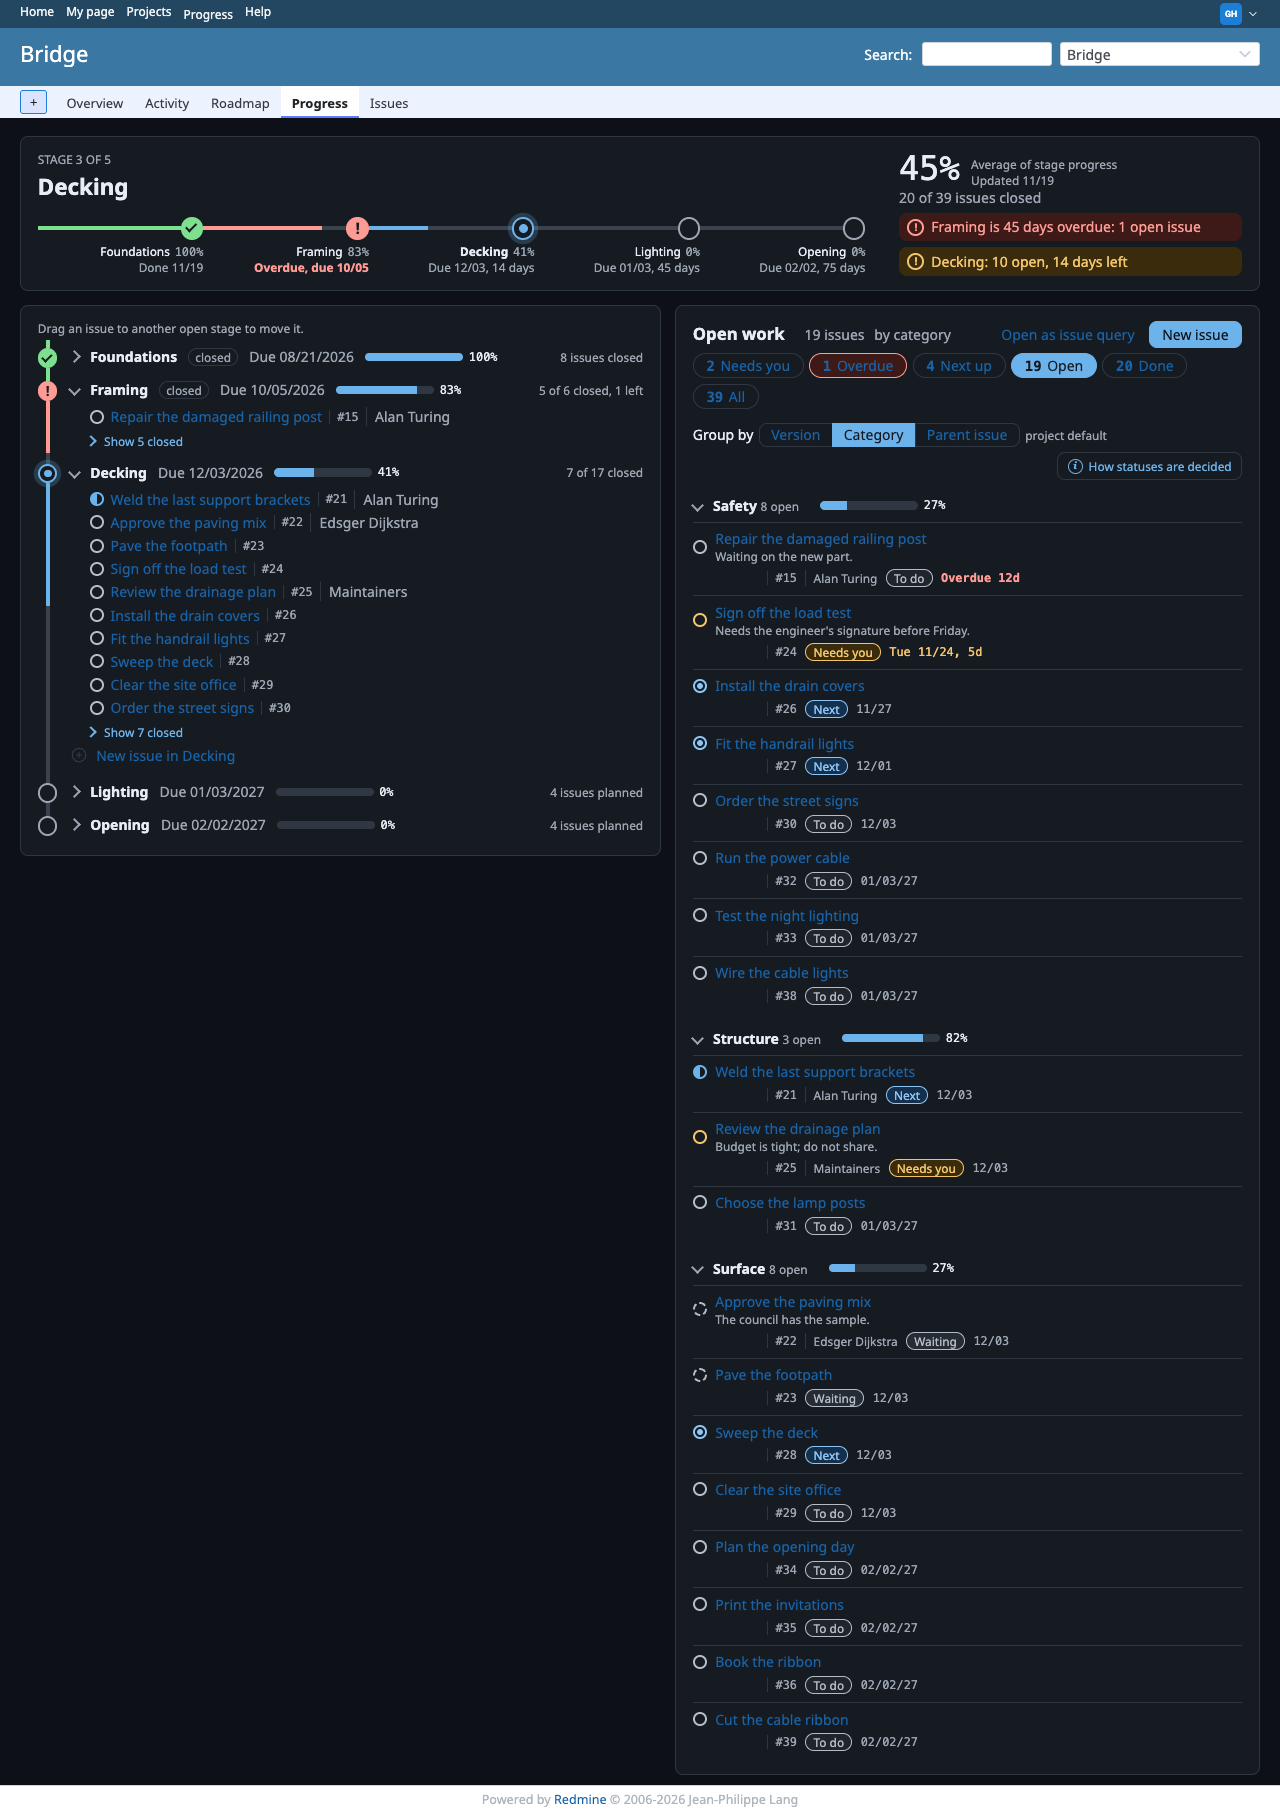 Home My page Projects Progress Help GH
Bridge
Search: Bridge
+ Overview Activity Roadmap Progress Issues
STAGE 3 OF 5
Decking
Foundations 100%
Done 11/19
Framing 83%
Overdue, due 10/05
Decking 41%
Due 12/03, 14 days
Lighting 0%
Due 01/03, 45 days
Opening 0%
Due 02/02, 75 days
45% Average of stage progress
Updated 11/19
20 of 39 issues closed
! Framing is 45 days overdue: 1 open issue
! Decking: 10 open, 14 days left
Drag an issue to another open stage to move it.
Foundations closed Due 08/21/2026 100% 8 issues closed
! Framing closed Due 10/05/2026 83% 5 of 6 closed, 1 left
Repair the damaged railing post #15 Alan Turing
Show 5 closed
Decking Due 12/03/2026 41% 7 of 17 closed
Weld the last support brackets #21 Alan Turing
Approve the paving mix #22 Edsger Dijkstra
Pave the footpath #23
Sign off the load test #24
Review the drainage plan #25 Maintainers
Install the drain covers #26
Fit the handrail lights #27
Sweep the deck #28
Clear the site office #29
Order the street signs #30
Show 7 closed
New issue in Decking
Lighting Due 01/03/2027 0% 4 issues planned
Opening Due 02/02/2027 0% 4 issues planned
Open work 19 issues by category Open as issue query New issue
2 Needs you 1 Overdue 4 Next up 19 Open 20 Done
39 All
Group by Version Category Parent issue project default
How statuses are decided
Safety 8 open 27%
Repair the damaged railing post
Waiting on the new part.
#15 Alan Turing To do Overdue 12d
Sign off the load test
Needs the engineer's signature before Friday.
#24 Needs you Tue 11/24, 5d
Install the drain covers
#26 Next 11/27
Fit the handrail lights
#27 Next 12/01
Order the street signs
#30 To do 12/03
Run the power cable
#32 To do 01/03/27
Test the night lighting
#33 To do 01/03/27
Wire the cable lights
#38 To do 01/03/27
Structure 3 open 82%
Weld the last support brackets
#21 Alan Turing Next 12/03
Review the drainage plan
Budget is tight; do not share.
#25 Maintainers Needs you 12/03
Choose the lamp posts
#31 To do 01/03/27
Surface 8 open 27%
Approve the paving mix
The council has the sample.
#22 Edsger Dijkstra Waiting 12/03
Pave the footpath
#23 Waiting 12/03
Sweep the deck
#28 Next 12/03
Clear the site office
#29 To do 12/03
Plan the opening day
#34 To do 02/02/27
Print the invitations
#35 To do 02/02/27
Book the ribbon
#36 To do 02/02/27
Cut the cable ribbon
#39 To do 02/02/27
Powered by Redmine © 2006-2026 Jean-Philippe Lang